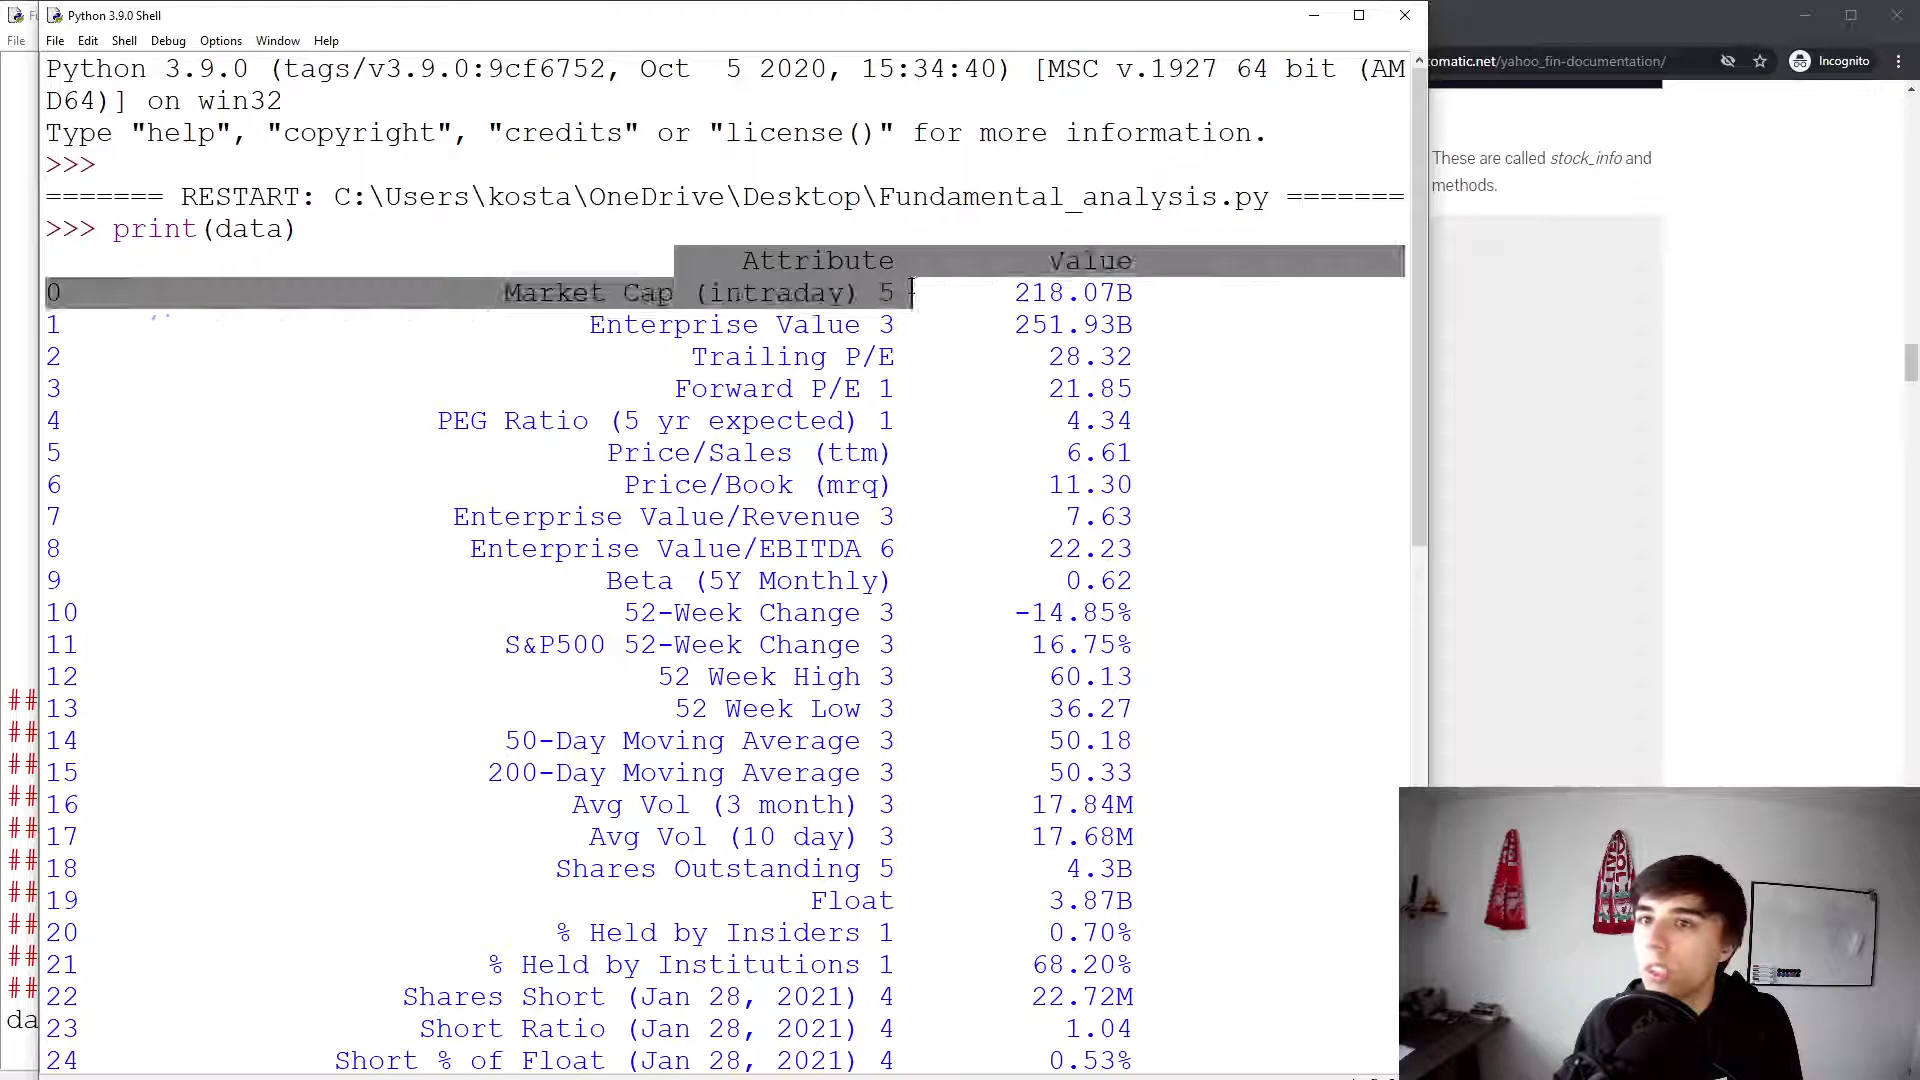 Python 3.9.0 Shell
File
File Edit Shell Debug Options Window Help
Python 3.9.0 (tags/v3.9.0:9cf6752, Oct  5 2020, 15:34:40) [MSC v.1927 64 bit (AM
D64)] on win32
Type "help", "copyright", "credits" or "license()" for more information.
>>>
======= RESTART: C:\Users\kosta\OneDrive\Desktop\Fundamental_analysis.py =======
>>> print(data)
Attribute Value
0 Market Cap (intraday) 5 218.07B
1 Enterprise Value 3 251.93B
2 Trailing P/E 28.32
3 Forward P/E 1 21.85
4 PEG Ratio (5 yr expected) 1 4.34
5 Price/Sales (ttm) 6.61
6 Price/Book (mrq) 11.30
7 Enterprise Value/Revenue 3 7.63
8 Enterprise Value/EBITDA 6 22.23
9 Beta (5Y Monthly) 0.62
10 52-Week Change 3 -14.85%
11 S&P500 52-Week Change 3 16.75%
12 52 Week High 3 60.13
13 52 Week Low 3 36.27
14 50-Day Moving Average 3 50.18
15 200-Day Moving Average 3 50.33
16 Avg Vol (3 month) 3 17.84M
17 Avg Vol (10 day) 3 17.68M
18 Shares Outstanding 5 4.3B
19 Float 3.87B
20 % Held by Insiders 1 0.70%
21 % Held by Institutions 1 68.20%
22 Shares Short (Jan 28, 2021) 4 22.72M
23 Short Ratio (Jan 28, 2021) 4 1.04
24 Short % of Float (Jan 28, 2021) 4 0.53%
##
##
##
##
##
##
##
##
##
##
da
tomatic.net/yahoo_fin-documentation/
Incognito
These are called stock_info and
methods.